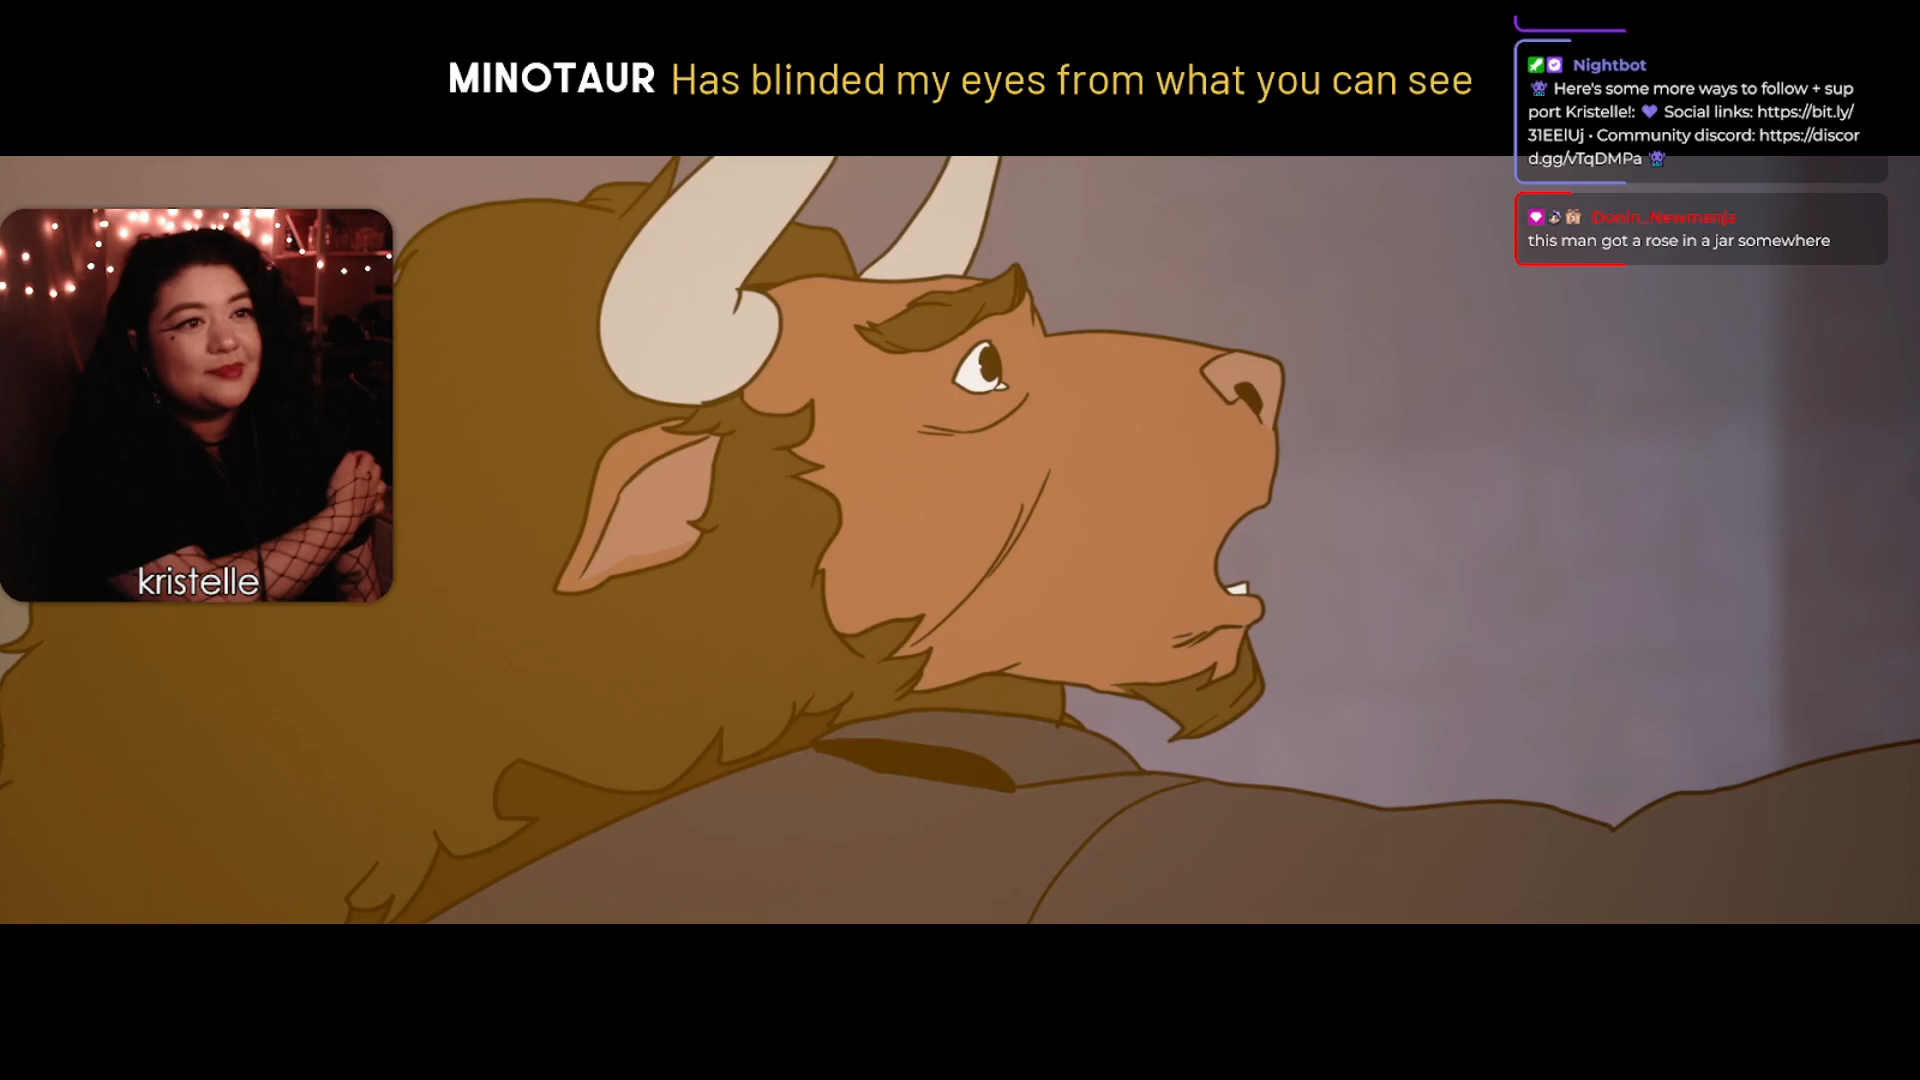 MINOTAUR Has blinded my eyes from what you can see
Nightbot
Here's some more ways to follow + sup
port Kristelle!: 💜 Social links: https://bit.ly/
31EEIUj · Community discord: https://discor
d.gg/vTqDMPa
Donin_Newmanja
this man got a rose in a jar somewhere
kristelle